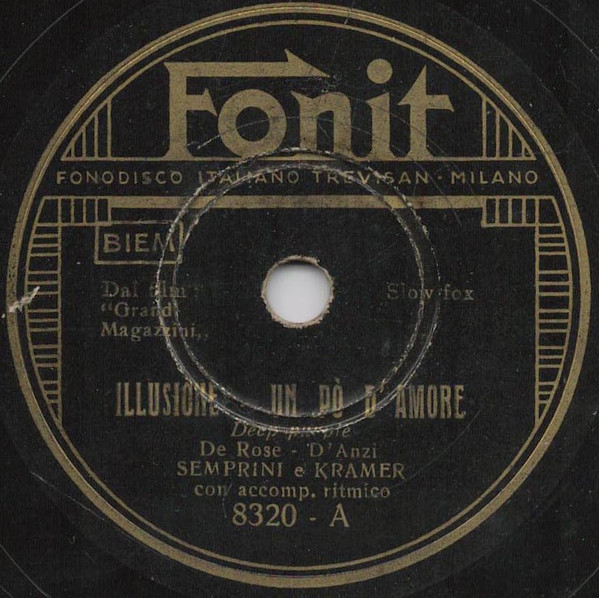 Fonit
FONODISCO ITALIANO TREVISAN - MILANO
BIEM
Dal film
"Grandi
Magazzini„
Slow-fox
ILLUSIONE UN PÒ D'AMORE
Deep purple
De Rose - D'Anzi
SEMPRINI e KRAMER
con accomp. ritmico
8320 - A